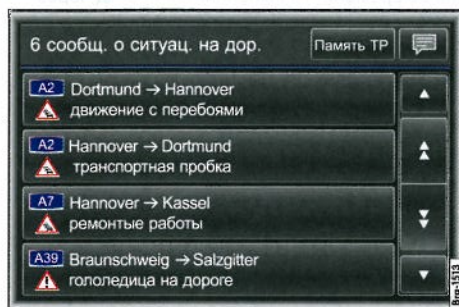 6 сообщ. о ситуац. на дор. Память ТР
A2 Dortmund → Hannover
движение с перебоями
A2 Hannover → Dortmund
транспортная пробка
A7 Hannover → Kassel
ремонтные работы
A39 Braunschweig → Salzgitter
гололедица на дороге